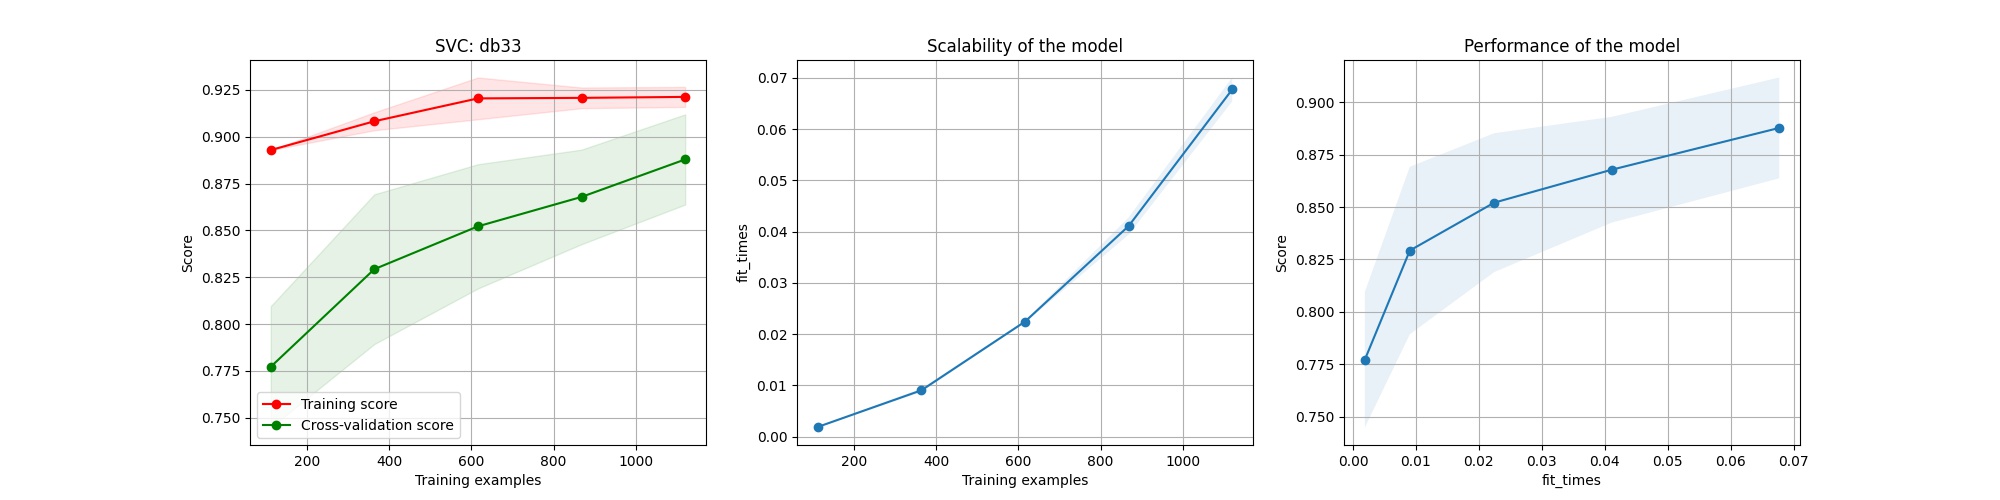 SVC: db33
0.925
0.900
0.875
0.850
0.825
0.800
0.775
0.750
Score
Training score
Cross-validation score
200 400 600 800 1000
Training examples
Scalability of the model
0.07
0.06
0.05
0.04
0.03
0.02
0.01
0.00
fit_times
200 400 600 800 1000
Training examples
Performance of the model
0.900
0.875
0.850
0.825
0.800
0.775
0.750
Score
0.00 0.01 0.02 0.03 0.04 0.05 0.06 0.07
fit_times